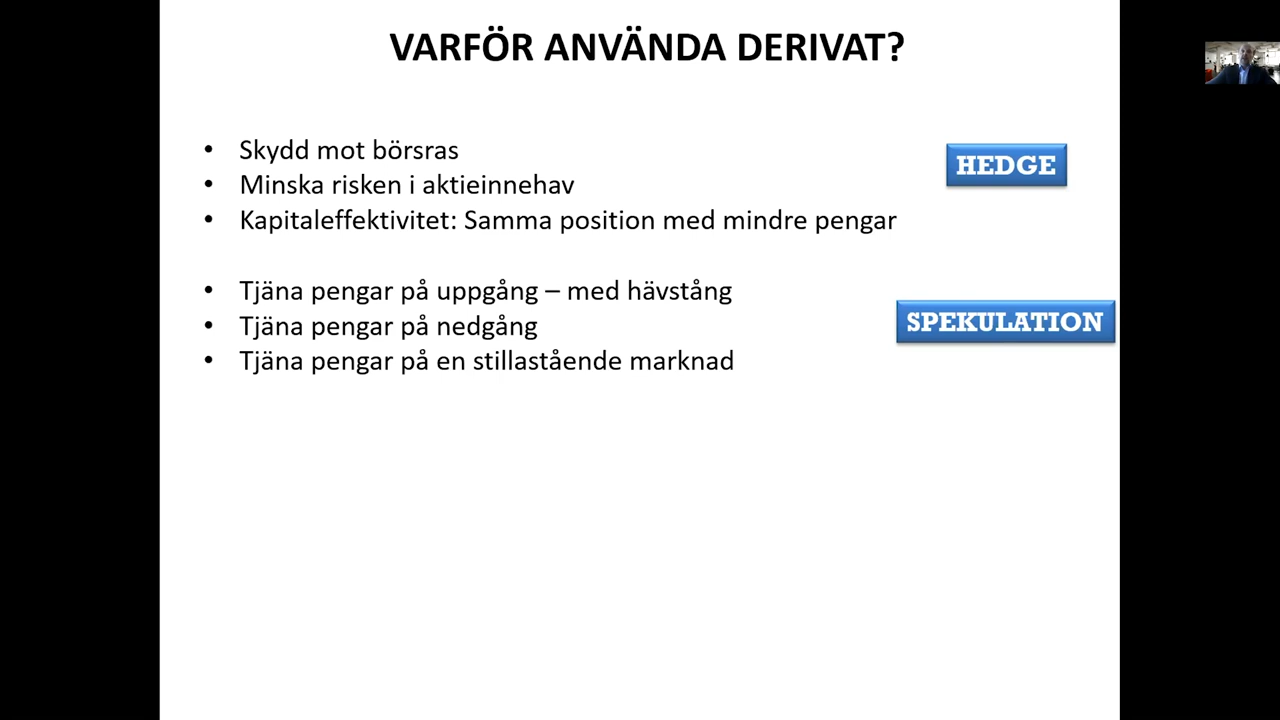 VARFÖR ANVÄNDA DERIVAT?
• Skydd mot börsras
• Minska risken i aktieinnehav
• Kapitaleffektivitet: Samma position med mindre pengar
HEDGE
• Tjäna pengar på uppgång – med hävstång
• Tjäna pengar på nedgång
• Tjäna pengar på en stillastående marknad
SPEKULATION